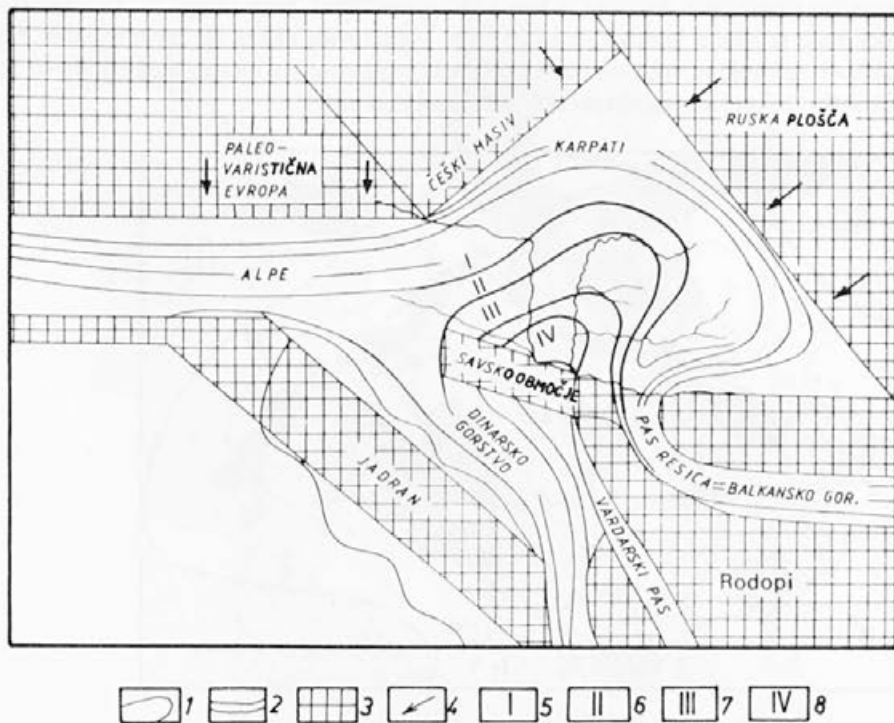 PALEO-
VARISTIČNA
EVROPA
ČEŠKI MASIV
KARPATI
RUSKA PLOŠČA
ALPE
I
II
III
IV
SAVSKO OBMOČJE
DINARSKO
GORSTVO
JADRAN
PAS RESICA = BALKANSKO GOR.
VARDARSKI PAS
Rodopi
1 2 3 4 I 5 II 6 III 7 IV 8